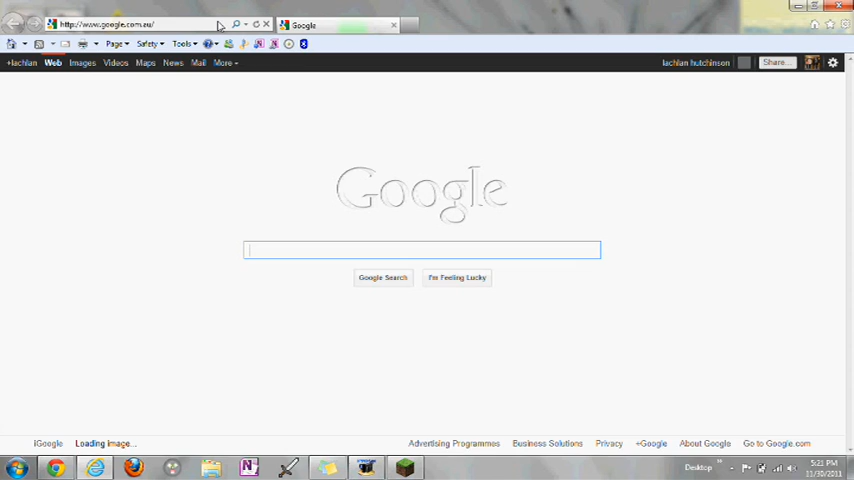 http://www.google.com.au/
Google
Page
Safety
Tools
+lachlan Web Images Videos Maps News Mail More
lachlan hutchinson Share...
Google
Google Search I'm Feeling Lucky
iGoogle Loading image...
Advertising Programmes Business Solutions Privacy +Google About Google Go to Google.com
Desktop
5:21 PM
11/30/2011